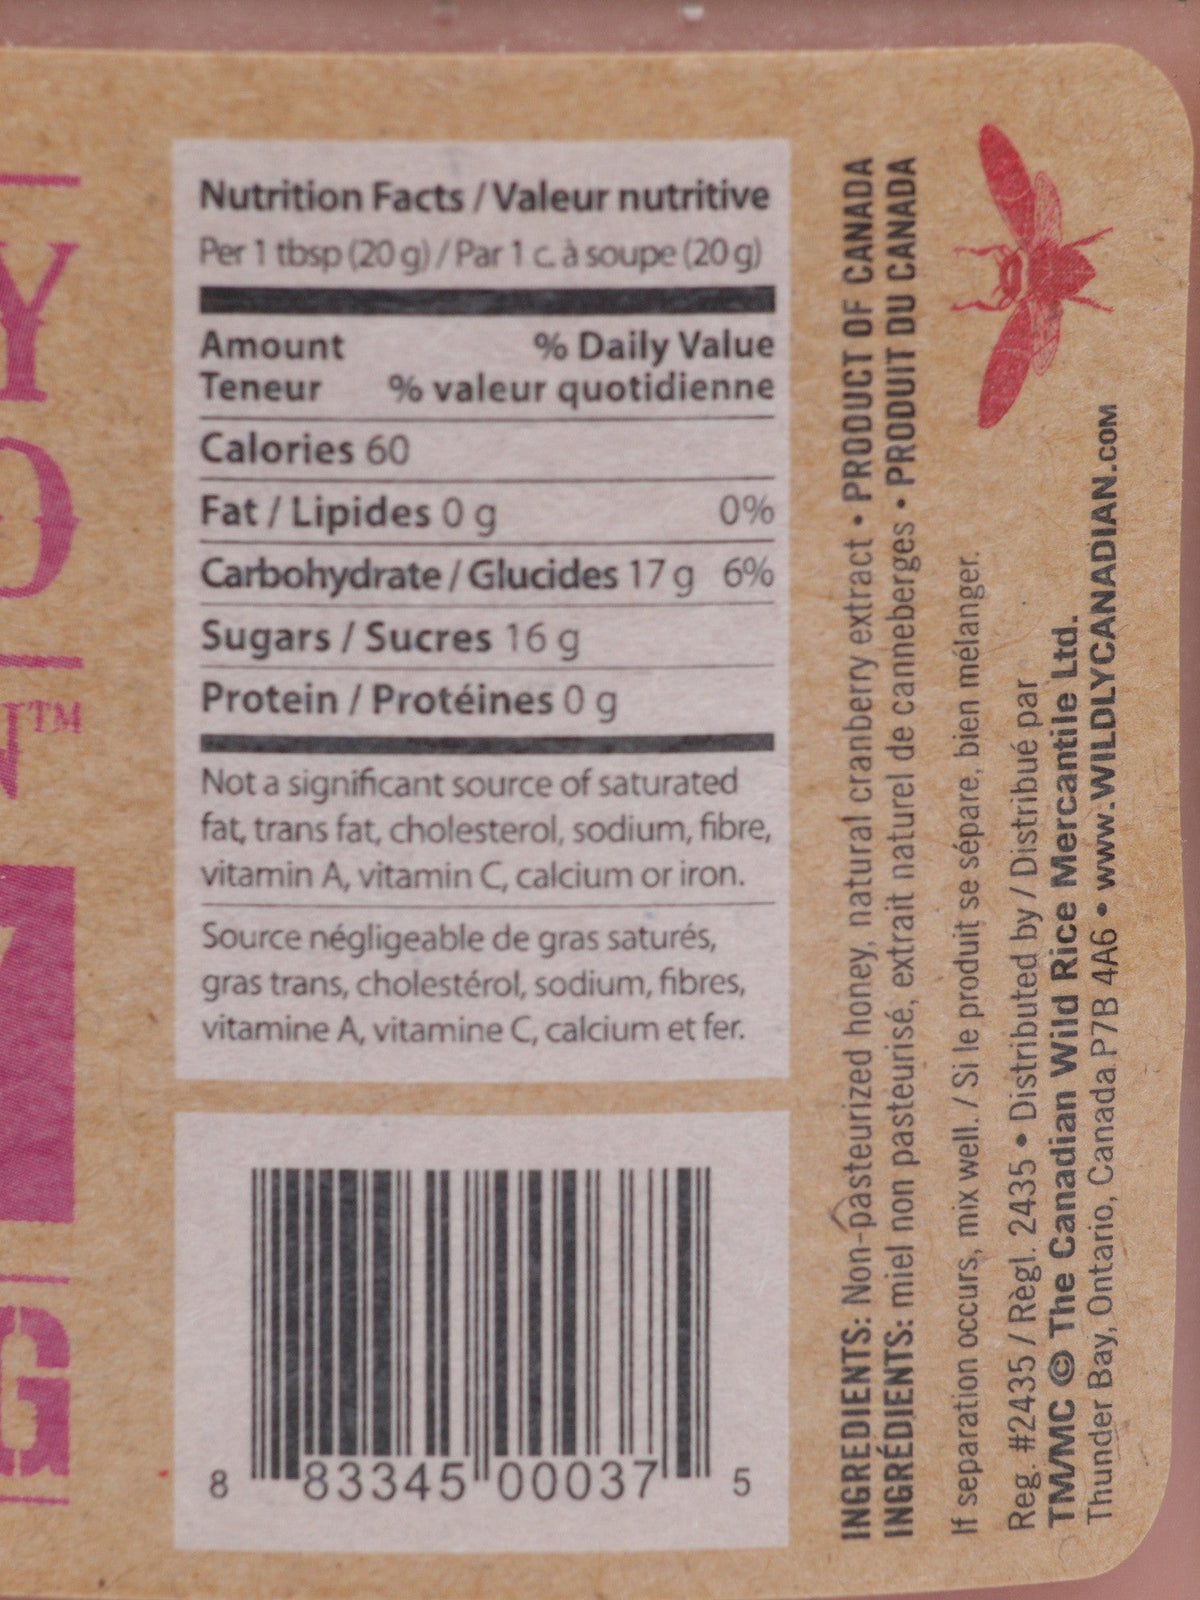 Y
TM
G
Nutrition Facts / Valeur nutritive
Per 1 tbsp (20 g) / Par 1 c. à soupe (20 g)
Amount % Daily Value
Teneur % valeur quotidienne
Calories 60
Fat / Lipides 0 g 0%
Carbohydrate / Glucides 17 g 6%
Sugars / Sucres 16 g
Protein / Protéines 0 g
Not a significant source of saturated
fat, trans fat, cholesterol, sodium, fibre,
vitamin A, vitamin C, calcium or iron.
Source négligeable de gras saturés,
gras trans, cholestérol, sodium, fibres,
vitamine A, vitamine C, calcium et fer.
8 83345 00037 5
INGREDIENTS: Non-pasteurized honey, natural cranberry extract • PRODUCT OF CANADA
INGRÉDIENTS: miel non pasteurisé, extrait naturel de canneberges • PRODUIT DU CANADA
If separation occurs, mix well. / Si le produit se sépare, bien mélanger.
Reg. #2435 / Règl. 2435 • Distributed by / Distribué par
TM/MC © The Canadian Wild Rice Mercantile Ltd.
Thunder Bay, Ontario, Canada P7B 4A6 • www.WILDLYCANADIAN.com